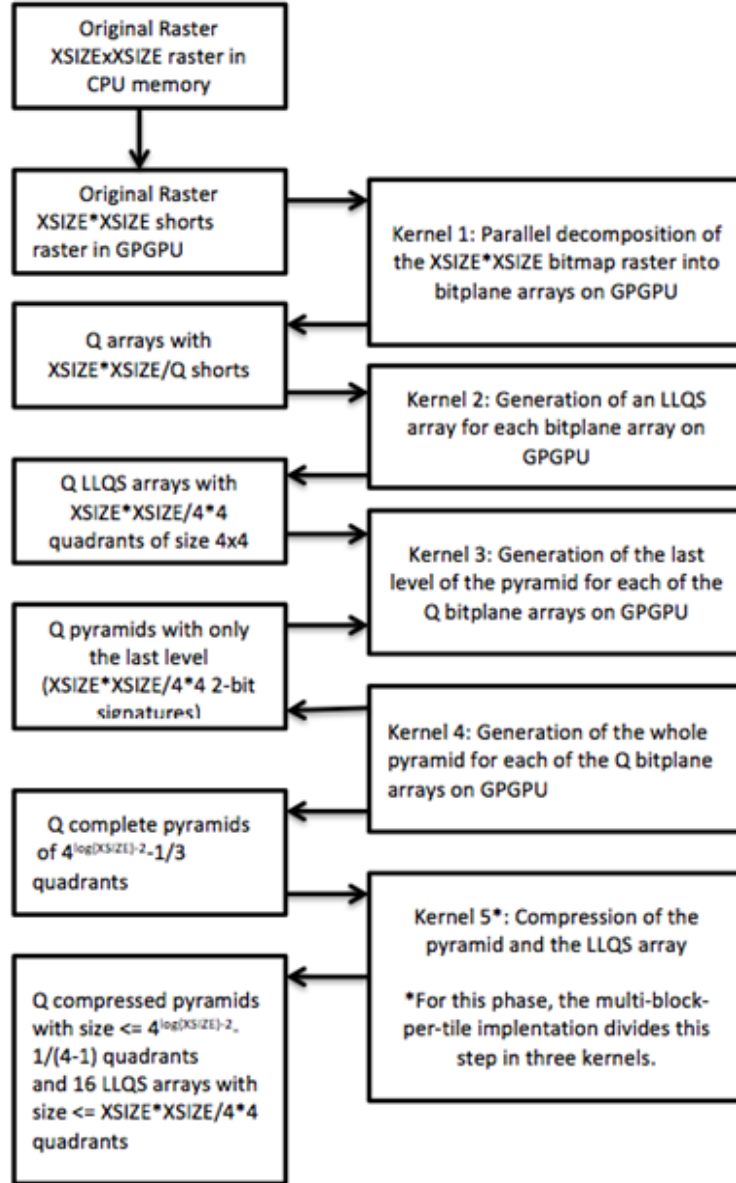 Original Raster
XSIZExXSIZE raster in
CPU memory
Original Raster
XSIZE*XSIZE shorts
raster in GPGPU
Kernel 1: Parallel decomposition of
the XSIZE*XSIZE bitmap raster into
bitplane arrays on GPGPU
Q arrays with
XSIZE*XSIZE/Q shorts
Kernel 2: Generation of an LLQS
array for each bitplane array on
GPGPU
Q LLQS arrays with
XSIZE*XSIZE/4*4
quadrants of size 4x4
Kernel 3: Generation of the last
level of the pyramid for each of the
Q bitplane arrays on GPGPU
Q pyramids with only
the last level
(XSIZE*XSIZE/4*4 2-bit
signatures)
Kernel 4: Generation of the whole
pyramid for each of the Q bitplane
arrays on GPGPU
Q complete pyramids
of 4^log(XSIZE)-2-1/3
quadrants
Kernel 5*: Compression of the
pyramid and the LLQS array
*For this phase, the multi-block-
per-tile implentation divides this
step in three kernels.
Q compressed pyramids
with size <= 4^log(XSIZE)-2-
1/(4-1) quadrants
and 16 LLQS arrays with
size <= XSIZE*XSIZE/4*4
quadrants